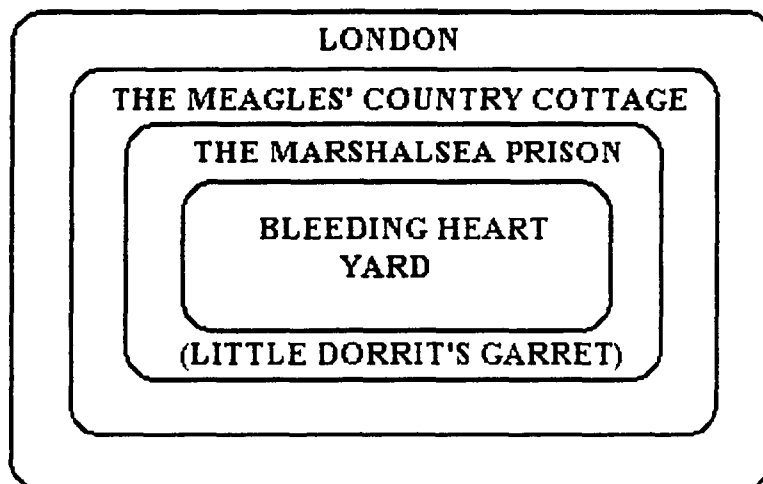 LONDON
THE MEAGLES' COUNTRY COTTAGE
THE MARSHALSEA PRISON
BLEEDING HEART
YARD
(LITTLE DORRIT'S GARRET)